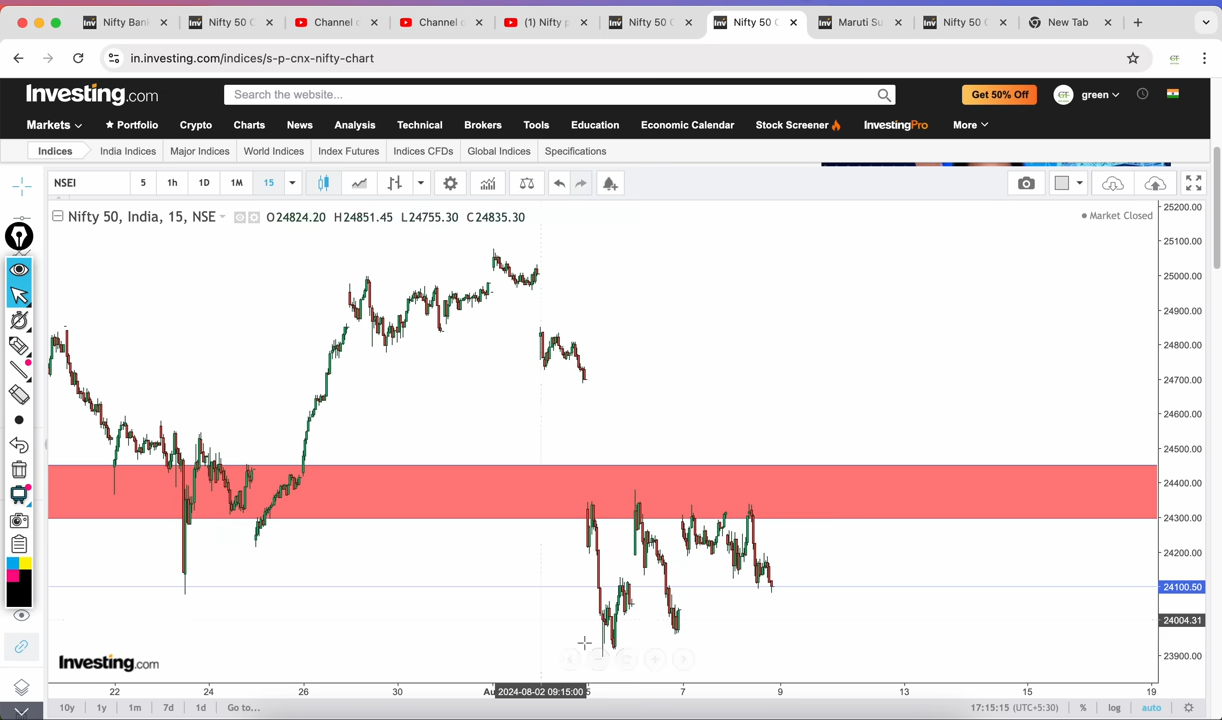 Nifty Bank
Nifty 50 C
Channel c
Channel c
(1) Nifty p
Nifty 50 C
Nifty 50 C
Maruti Su
Nifty 50 C
New Tab
in.investing.com/indices/s-p-cnx-nifty-chart
Investing.com
Search the website...
Get 50% Off
green
Markets
Portfolio
Crypto
Charts
News
Analysis
Technical
Brokers
Tools
Education
Economic Calendar
Stock Screener
InvestingPro
More
Indices
India Indices
Major Indices
World Indices
Index Futures
Indices CFDs
Global Indices
Specifications
NSEI
5
1h
1D
1M
15
Nifty 50, India, 15, NSE
O24824.20 H24851.45 L24755.30 C24835.30
Market Closed
25200.00
25100.00
25000.00
24900.00
24800.00
24700.00
24600.00
24500.00
24400.00
24300.00
24200.00
24100.50
24004.31
23900.00
Investing.com
22
24
26
30
Au
2024-08-02 09:15:00
5
7
9
13
15
19
10y
1y
1m
7d
1d
Go to...
17:15:15 (UTC+5:30)
%
log
auto